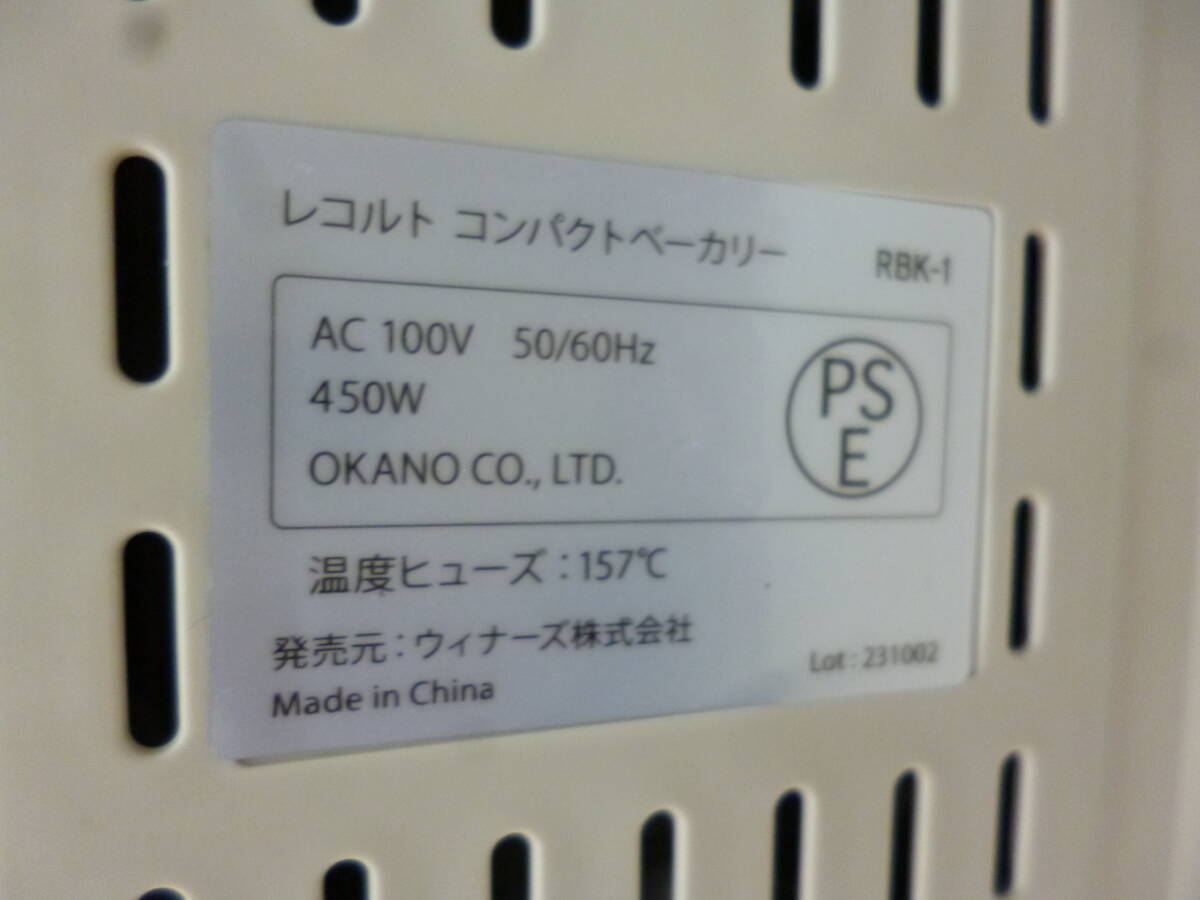 レコルト コンパクトベーカリー RBK-1
AC 100V 50/60Hz
450W
OKANO CO., LTD.
PS
E
温度ヒューズ：157℃
発売元：ウィナーズ株式会社
Made in China
Lot : 231002